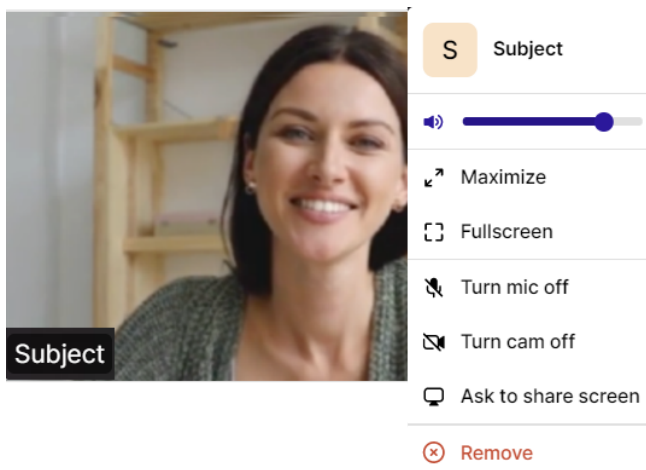 S
Subject
Maximize
Fullscreen
Turn mic off
Subject
Turn cam off
Ask to share screen
Remove